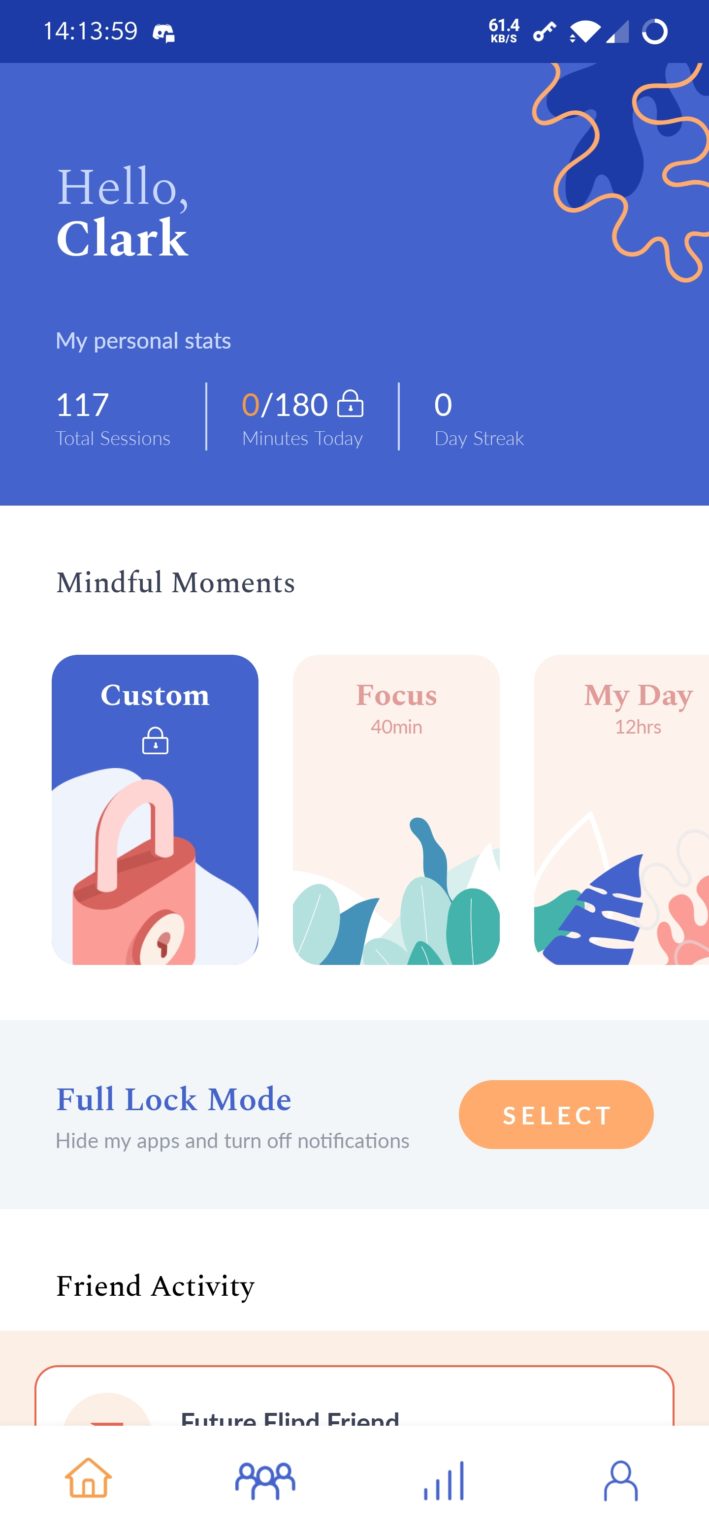 14:13:59
61.4
KB/S
Hello,
Clark
My personal stats
117
Total Sessions
0/180
Minutes Today
0
Day Streak
Mindful Moments
Custom
Focus
40min
My Day
12hrs
Full Lock Mode
Hide my apps and turn off notifications
SELECT
Friend Activity
Future Flipd Friend